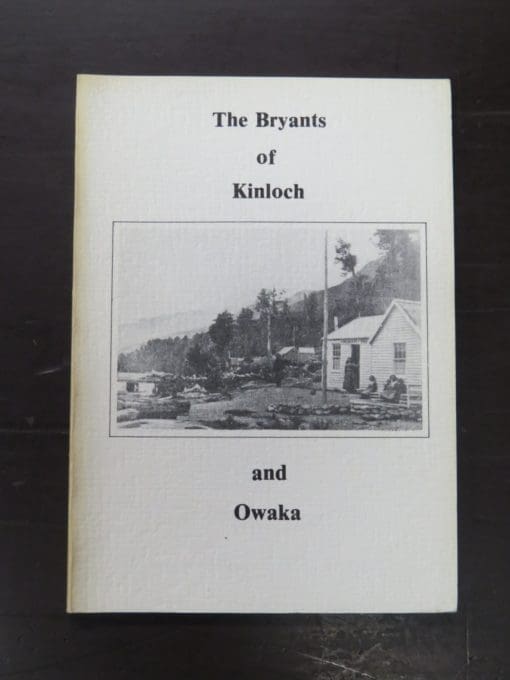 The Bryants
of
Kinloch
and
Owaka